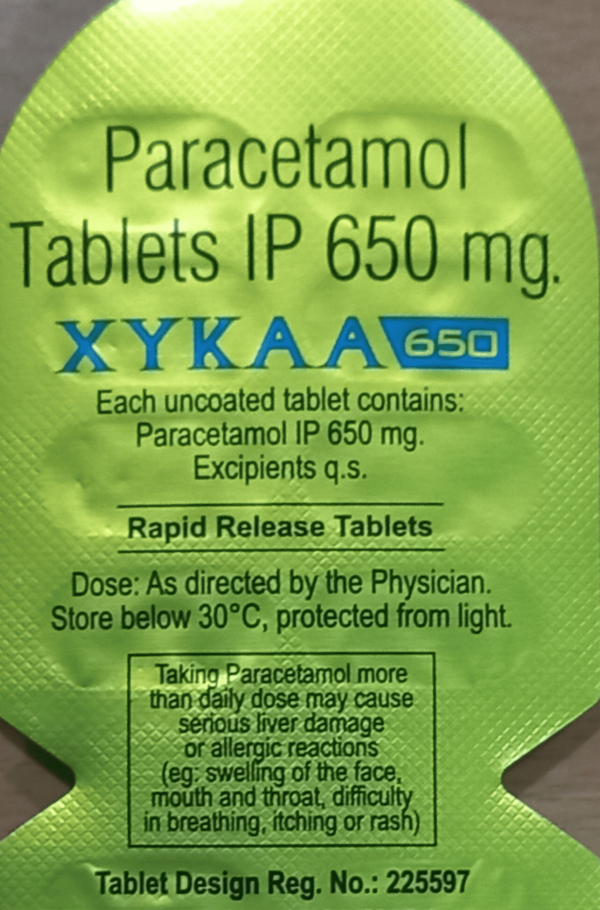 Paracetamol
Tablets IP 650 mg.
XYKAA 650
Each uncoated tablet contains:
Paracetamol IP 650 mg.
Excipients q.s.
Rapid Release Tablets
Dose: As directed by the Physician.
Store below 30°C, protected from light.
Taking Paracetamol more
than daily dose may cause
serious liver damage
or allergic reactions
(eg: swelling of the face,
mouth and throat, difficulty
in breathing, itching or rash)
Tablet Design Reg. No.: 225597